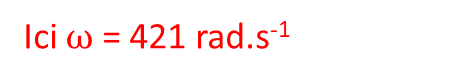 Ici ω = 421 rad.s⁻¹